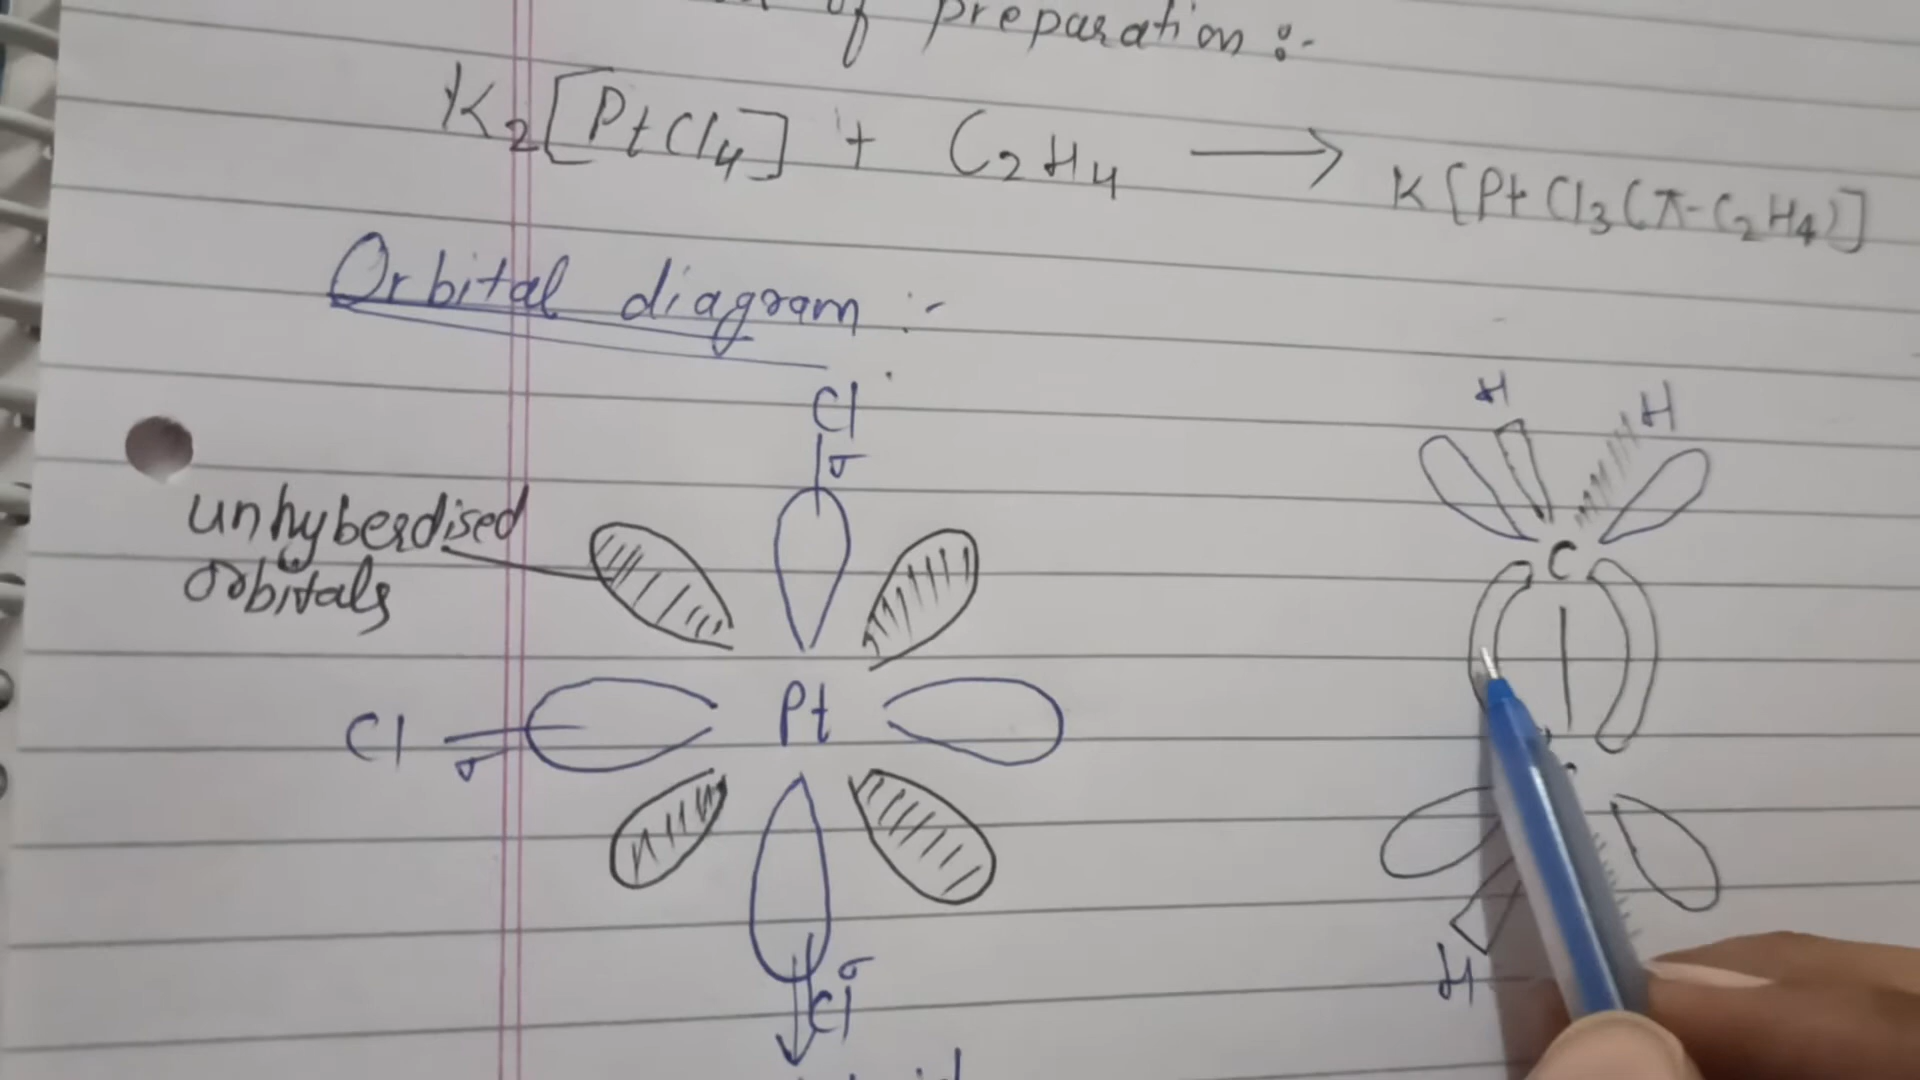 of preparation :-
K₂[PtCl₄] + C₂H₄ ⟶ K[PtCl₃(π-C₂H₄)]
Orbital diagram :-
Cl
σ
H H
unhyberdised
orbitals
C
Cl
σ
Pt
H
σ
Cl